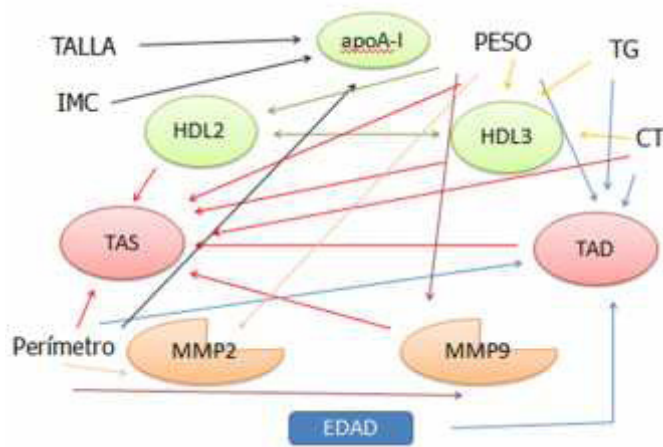 TALLA
apoA-I
PESO
TG
IMC
HDL2
HDL3
CT
TAS
TAD
Perímetro
MMP2
MMP9
EDAD